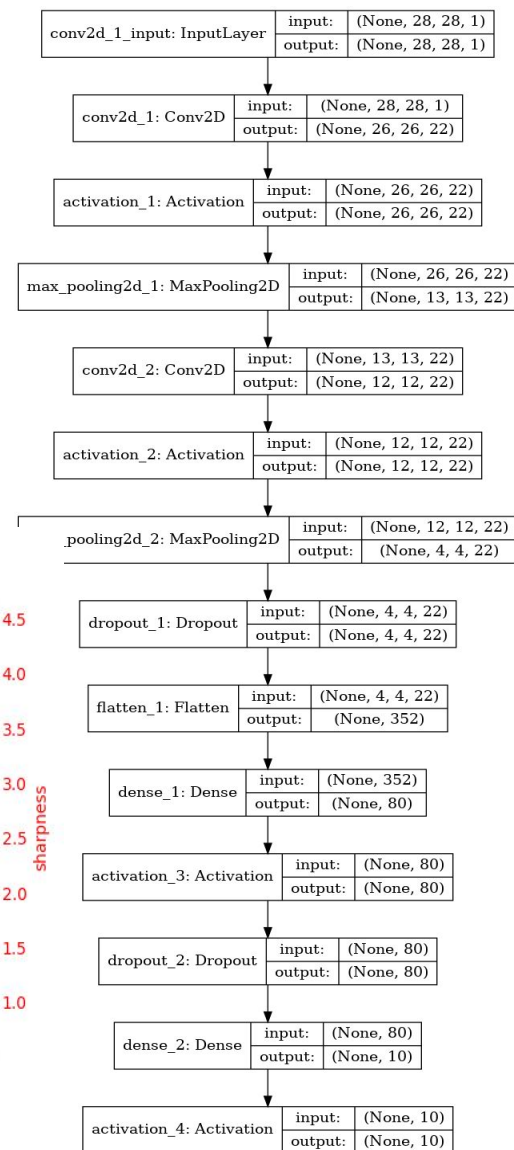 conv2d_1_input: InputLayer
input: (None, 28, 28, 1)
output: (None, 28, 28, 1)
conv2d_1: Conv2D
input: (None, 28, 28, 1)
output: (None, 26, 26, 22)
activation_1: Activation
input: (None, 26, 26, 22)
output: (None, 26, 26, 22)
max_pooling2d_1: MaxPooling2D
input: (None, 26, 26, 22)
output: (None, 13, 13, 22)
conv2d_2: Conv2D
input: (None, 13, 13, 22)
output: (None, 12, 12, 22)
activation_2: Activation
input: (None, 12, 12, 22)
output: (None, 12, 12, 22)
_pooling2d_2: MaxPooling2D
input: (None, 12, 12, 22)
output: (None, 4, 4, 22)
dropout_1: Dropout
input: (None, 4, 4, 22)
output: (None, 4, 4, 22)
flatten_1: Flatten
input: (None, 4, 4, 22)
output: (None, 352)
dense_1: Dense
input: (None, 352)
output: (None, 80)
activation_3: Activation
input: (None, 80)
output: (None, 80)
dropout_2: Dropout
input: (None, 80)
output: (None, 80)
dense_2: Dense
input: (None, 80)
output: (None, 10)
activation_4: Activation
input: (None, 10)
output: (None, 10)
4.5
4.0
3.5
3.0
2.5
2.0
1.5
1.0
sharpness